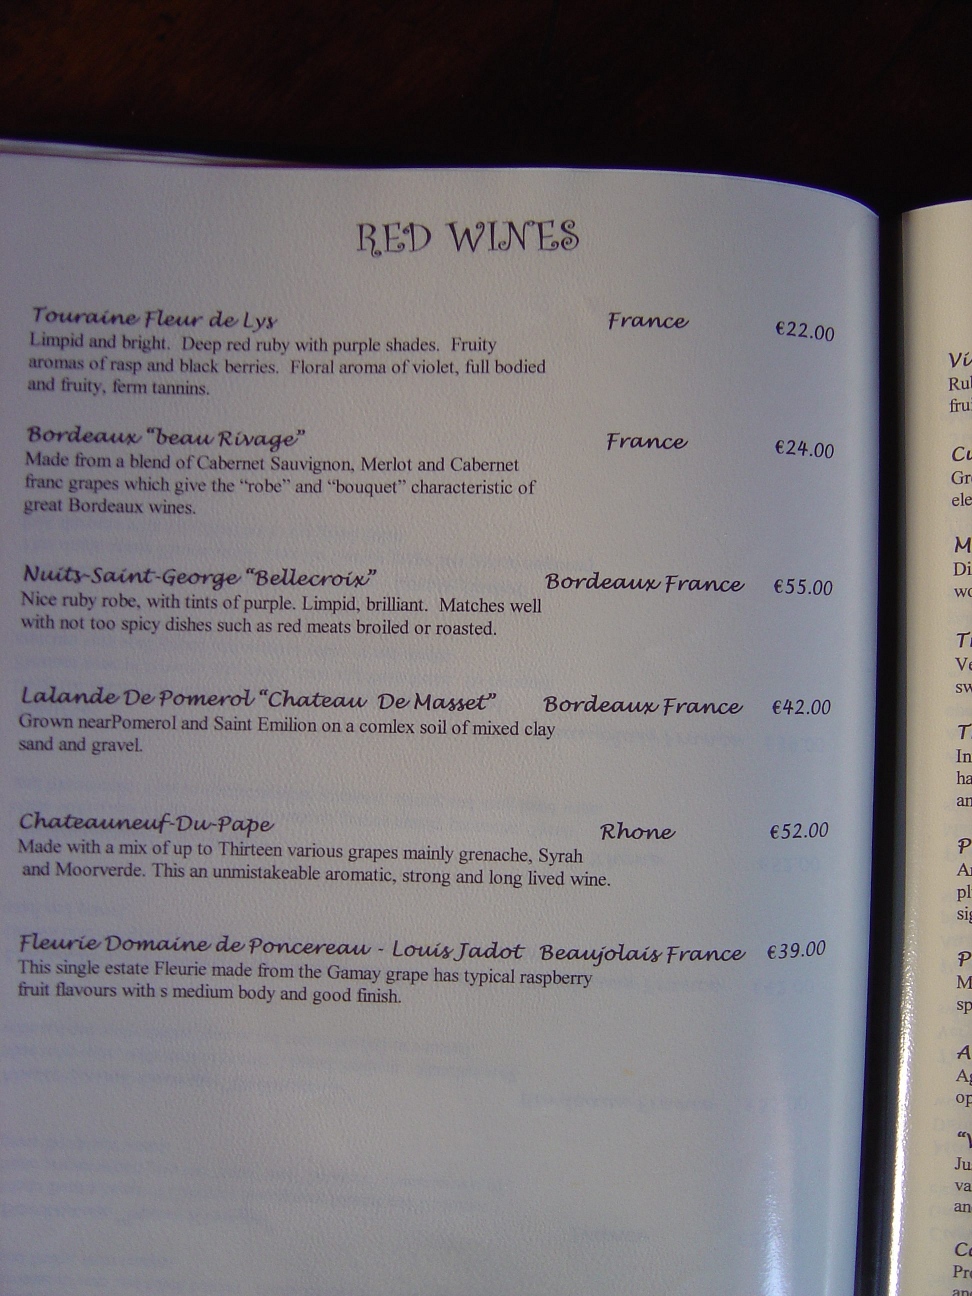 RED WINES
Touraine Fleur de Lys France €22.00
Limpid and bright. Deep red ruby with purple shades. Fruity
aromas of rasp and black berries. Floral aroma of violet, full bodied
and fruity, ferm tannins.
Bordeaux “beau Rivage” France €24.00
Made from a blend of Cabernet Sauvignon, Merlot and Cabernet
franc grapes which give the “robe” and “bouquet” characteristic of
great Bordeaux wines.
Nuits-Saint-George “Bellecroix” Bordeaux France €55.00
Nice ruby robe, with tints of purple. Limpid, brilliant. Matches well
with not too spicy dishes such as red meats broiled or roasted.
Lalande De Pomerol “Chateau De Masset” Bordeaux France €42.00
Grown nearPomerol and Saint Emilion on a comlex soil of mixed clay
sand and gravel.
Chateauneuf-Du-Pape Rhone €52.00
Made with a mix of up to Thirteen various grapes mainly grenache, Syrah
and Moorverde. This an unmistakeable aromatic, strong and long lived wine.
Fleurie Domaine de Poncereau - Louis Jadot Beaujolais France €39.00
This single estate Fleurie made from the Gamay grape has typical raspberry
fruit flavours with s medium body and good finish.